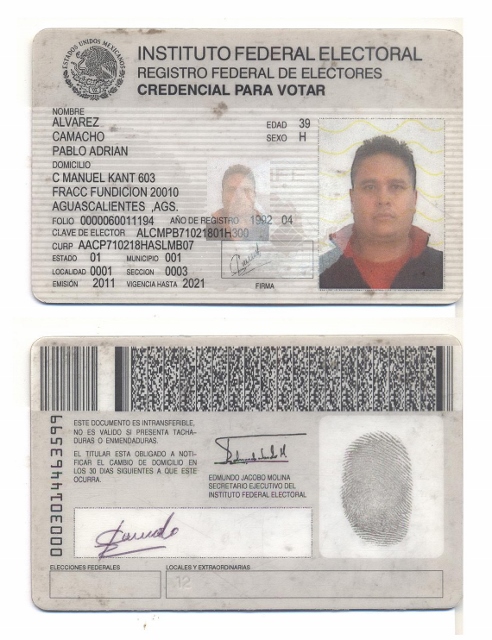 ESTADOS UNIDOS MEXICANOS
INSTITUTO FEDERAL ELECTORAL
REGISTRO FEDERAL DE ELECTORES
CREDENCIAL PARA VOTAR
NOMBRE
ALVAREZ
CAMACHO
PABLO ADRIAN
EDAD 39
SEXO H
DOMICILIO
C MANUEL KANT 603
FRACC FUNDICION 20010
AGUASCALIENTES ,AGS.
FOLIO 0000060011194 AÑO DE REGISTRO 1992 04
CLAVE DE ELECTOR ALCMPB71021801H300
CURP AACP710218HASLMB07
ESTADO 01 MUNICIPIO 001
LOCALIDAD 0001 SECCION 0003
EMISIÓN 2011 VIGENCIA HASTA 2021
FIRMA
ESTE DOCUMENTO ES INTRANSFERIBLE,
NO ES VALIDO SI PRESENTA TACHA-
DURAS O ENMENDADURAS.
EL TITULAR ESTA OBLIGADO A NOTI-
FICAR EL CAMBIO DE DOMICILIO EN
LOS 30 DIAS SIGUIENTES A QUE ESTE
OCURRA.
EDMUNDO JACOBO MOLINA
SECRETARIO EJECUTIVO DEL
INSTITUTO FEDERAL ELECTORAL
ELECCIONES FEDERALES
LOCALES Y EXTRAORDINARIAS
12